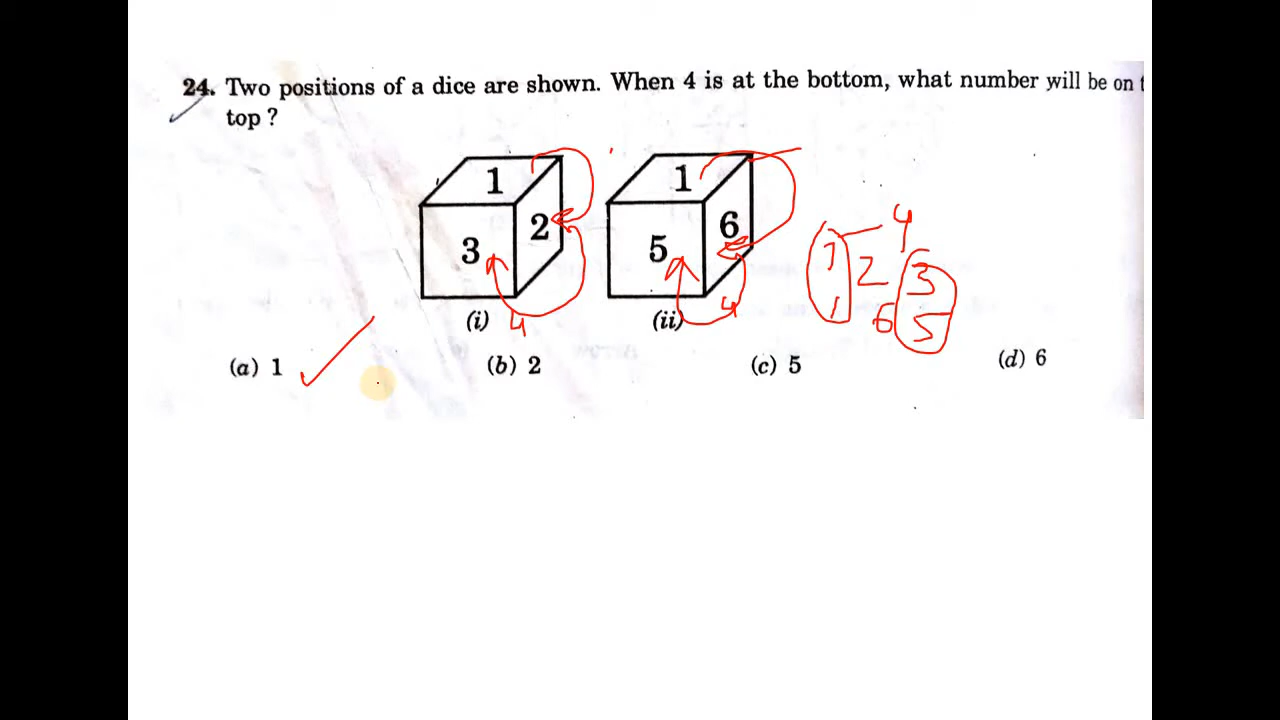 24. Two positions of a dice are shown. When 4 is at the bottom, what number will be on
top ?
1
2
3
1
6
5
4
4
4
1 2 3
1 6 5
(i)
(ii)
(a) 1
(b) 2
(c) 5
(d) 6